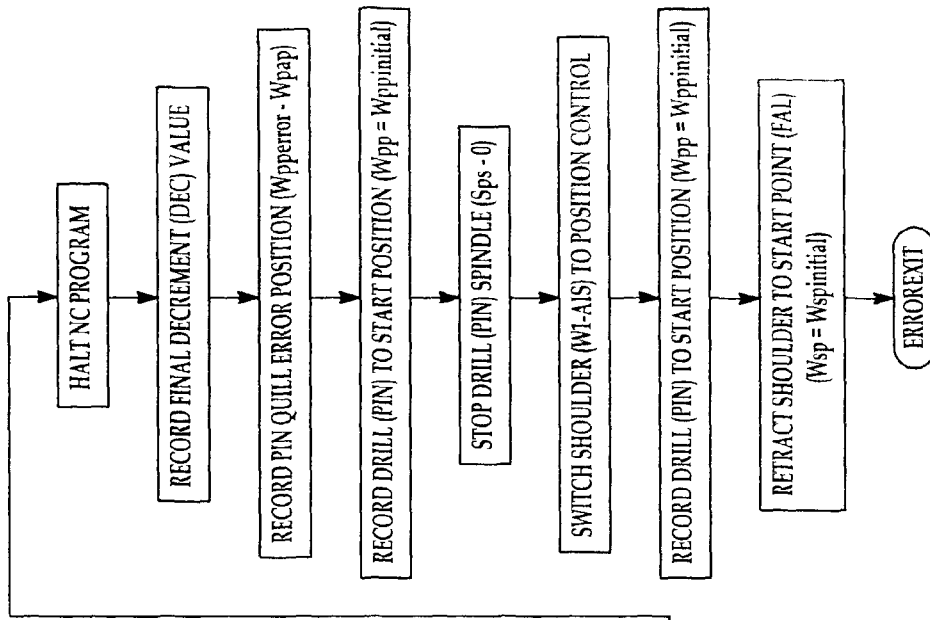 HALT NC PROGRAM
RECORD FINAL DECREMENT (DEC) VALUE
RECORD PIN QUILL ERROR POSITION (Wpperror - Wpap)
RECORD DRILL (PIN) TO START POSITION (Wpp = Wppinitial)
STOP DRILL (PIN) SPINDLE (Sps - 0)
SWITCH SHOULDER (W1-AIS) TO POSITION CONTROL
RECORD DRILL (PIN) TO START POSITION (Wpp = Wppinitial)
RETRACT SHOULDER TO START POINT (FAL)
(Wsp = Wspinitial)
ERROREXIT